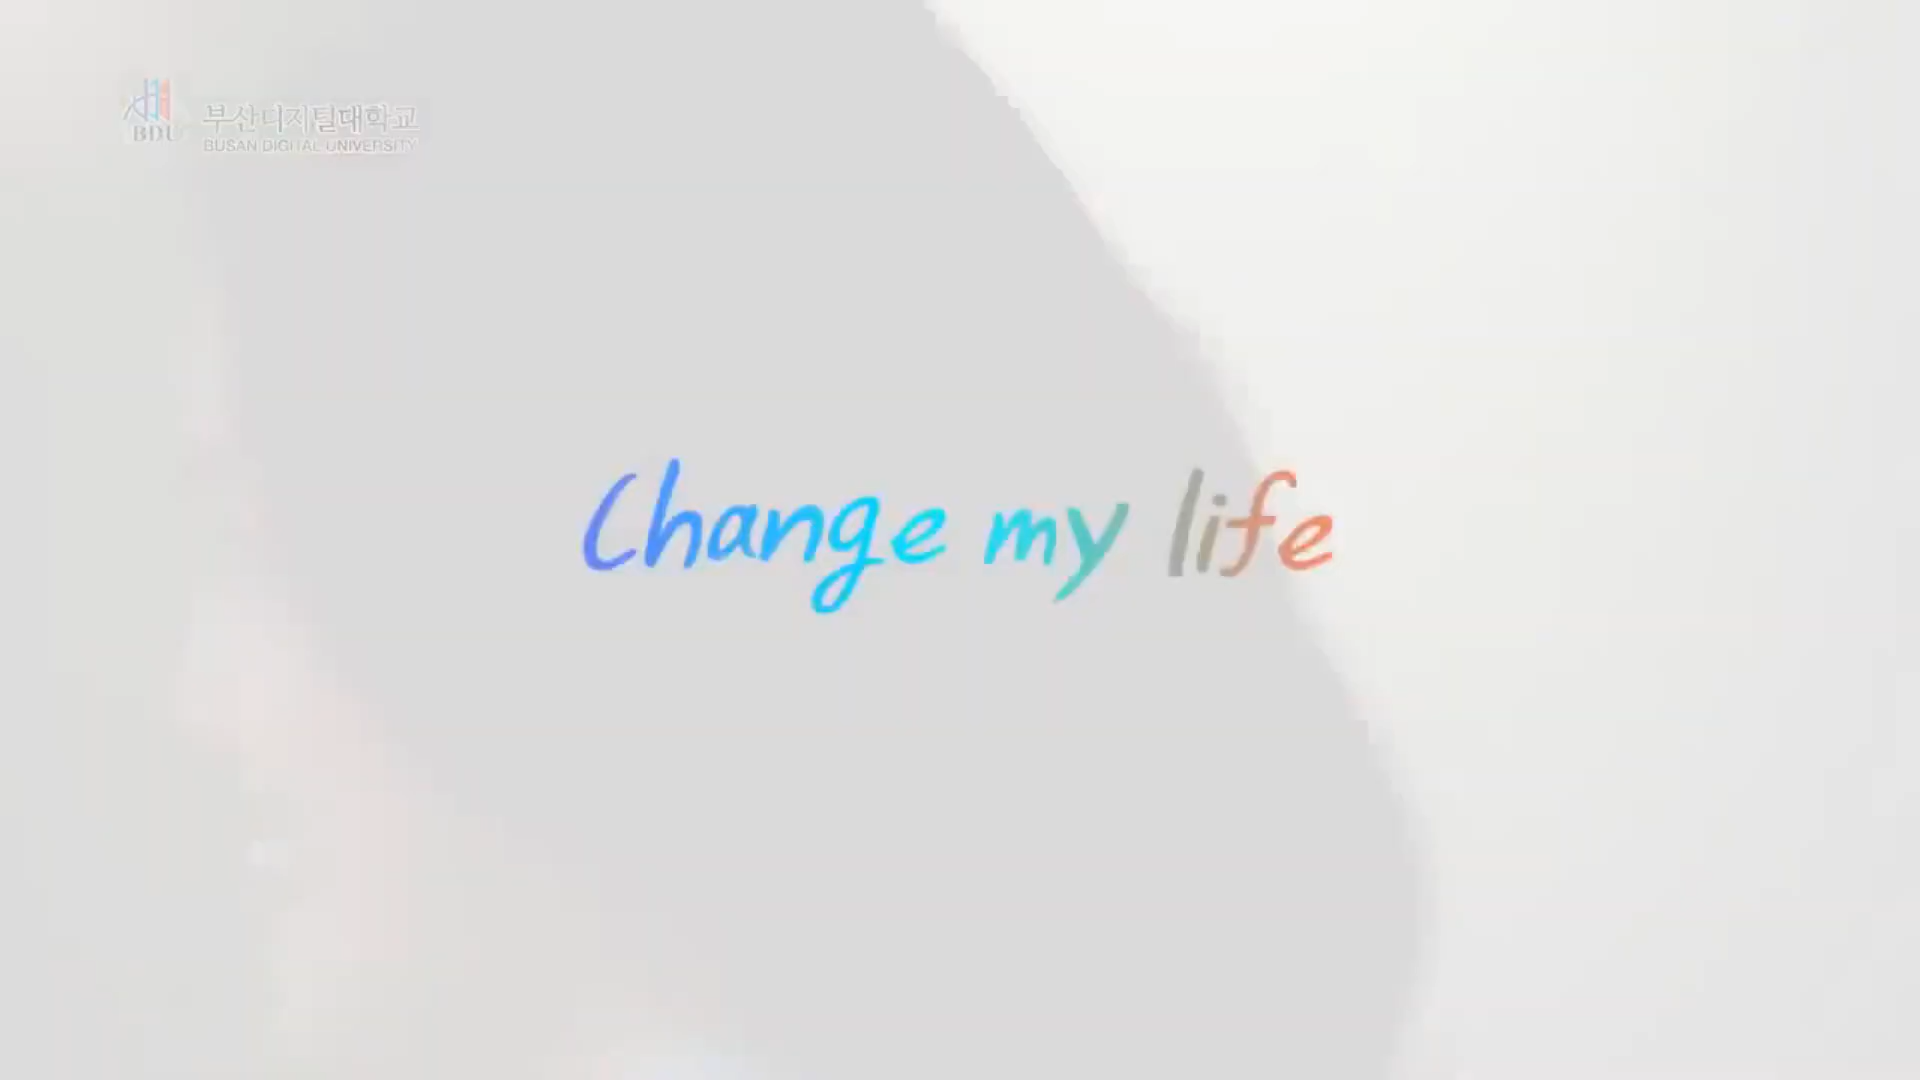 BDU
부산디지털대학교
BUSAN DIGITAL UNIVERSITY
Change my life